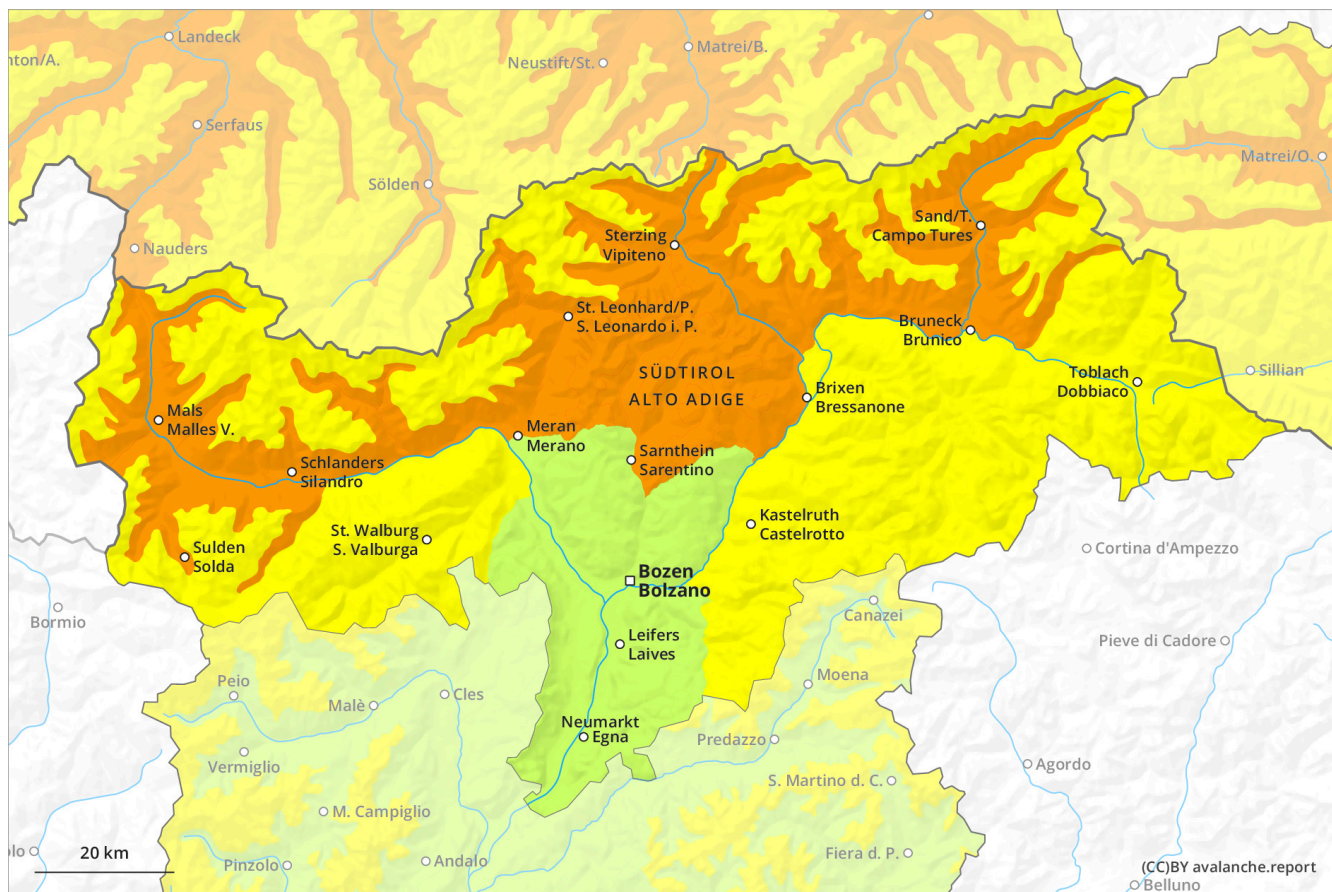 Landeck
Matrei/B.
nton/A.
Neustift/St.
Serfaus
Matrei/O.
Sölden
Sand/T.
Campo Tures
Sterzing
Vipiteno
Nauders
St. Leonhard/P.
S. Leonardo i. P.
Bruneck
Brunico
SÜDTIROL
ALTO ADIGE
Toblach
Dobbiaco
Sillian
Brixen
Bressanone
Mals
Malles V.
Meran
Merano
Sarnthein
Sarentino
Schlanders
Silandro
Kastelruth
Castelrotto
St. Walburg
S. Valburga
Sulden
Solda
Cortina d'Ampezzo
Bozen
Bolzano
Bormio
Canazei
Leifers
Laives
Pieve di Cadore
Peio
Moena
Malè
Cles
Neumarkt
Egna
Predazzo
Vermiglio
Agordo
S. Martino d. C.
M. Campiglio
olo
20 km
Pinzolo
Andalo
Fiera d. P.
(CC)BY avalanche.report
Belluno